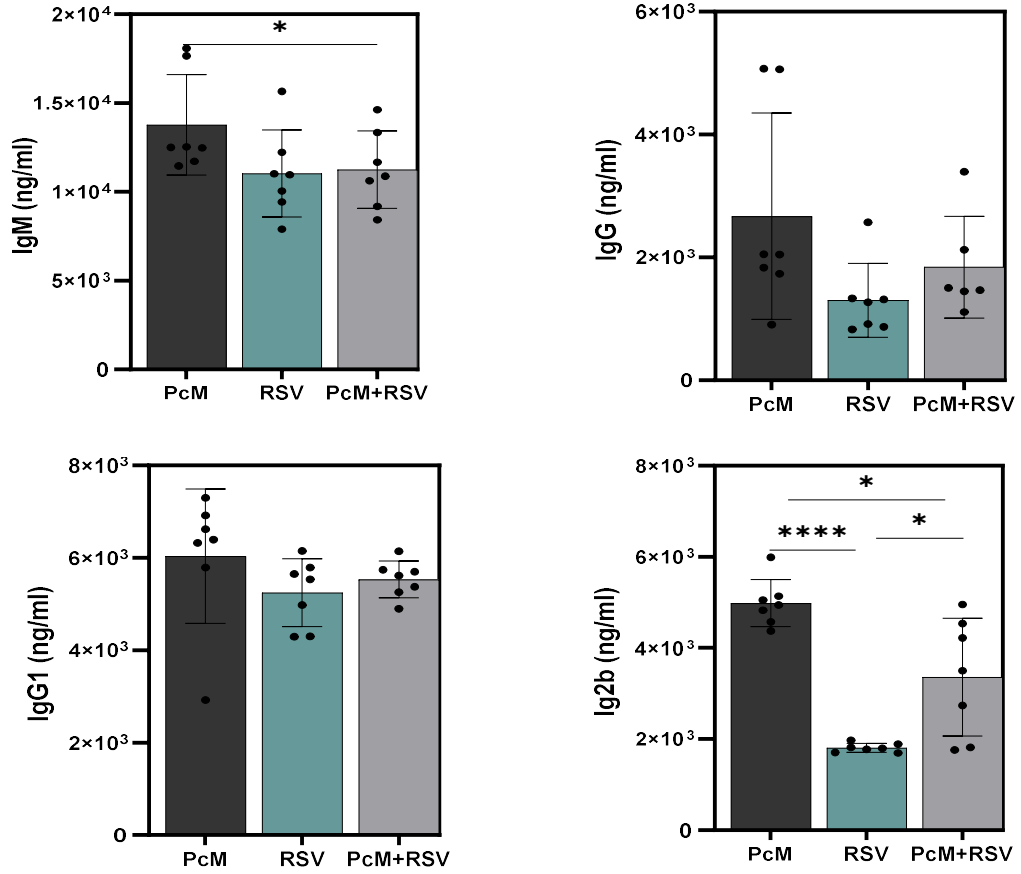 IgM (ng/ml)
2×10⁴
1.5×10⁴
1×10⁴
5×10³
0
*
PcM RSV PcM+RSV
IgG (ng/ml)
6×10³
4×10³
2×10³
0
PcM RSV PcM+RSV
IgG1 (ng/ml)
8×10³
6×10³
4×10³
2×10³
0
PcM RSV PcM+RSV
Ig2b (ng/ml)
8×10³
6×10³
4×10³
2×10³
0
*
**** *
PcM RSV PcM+RSV